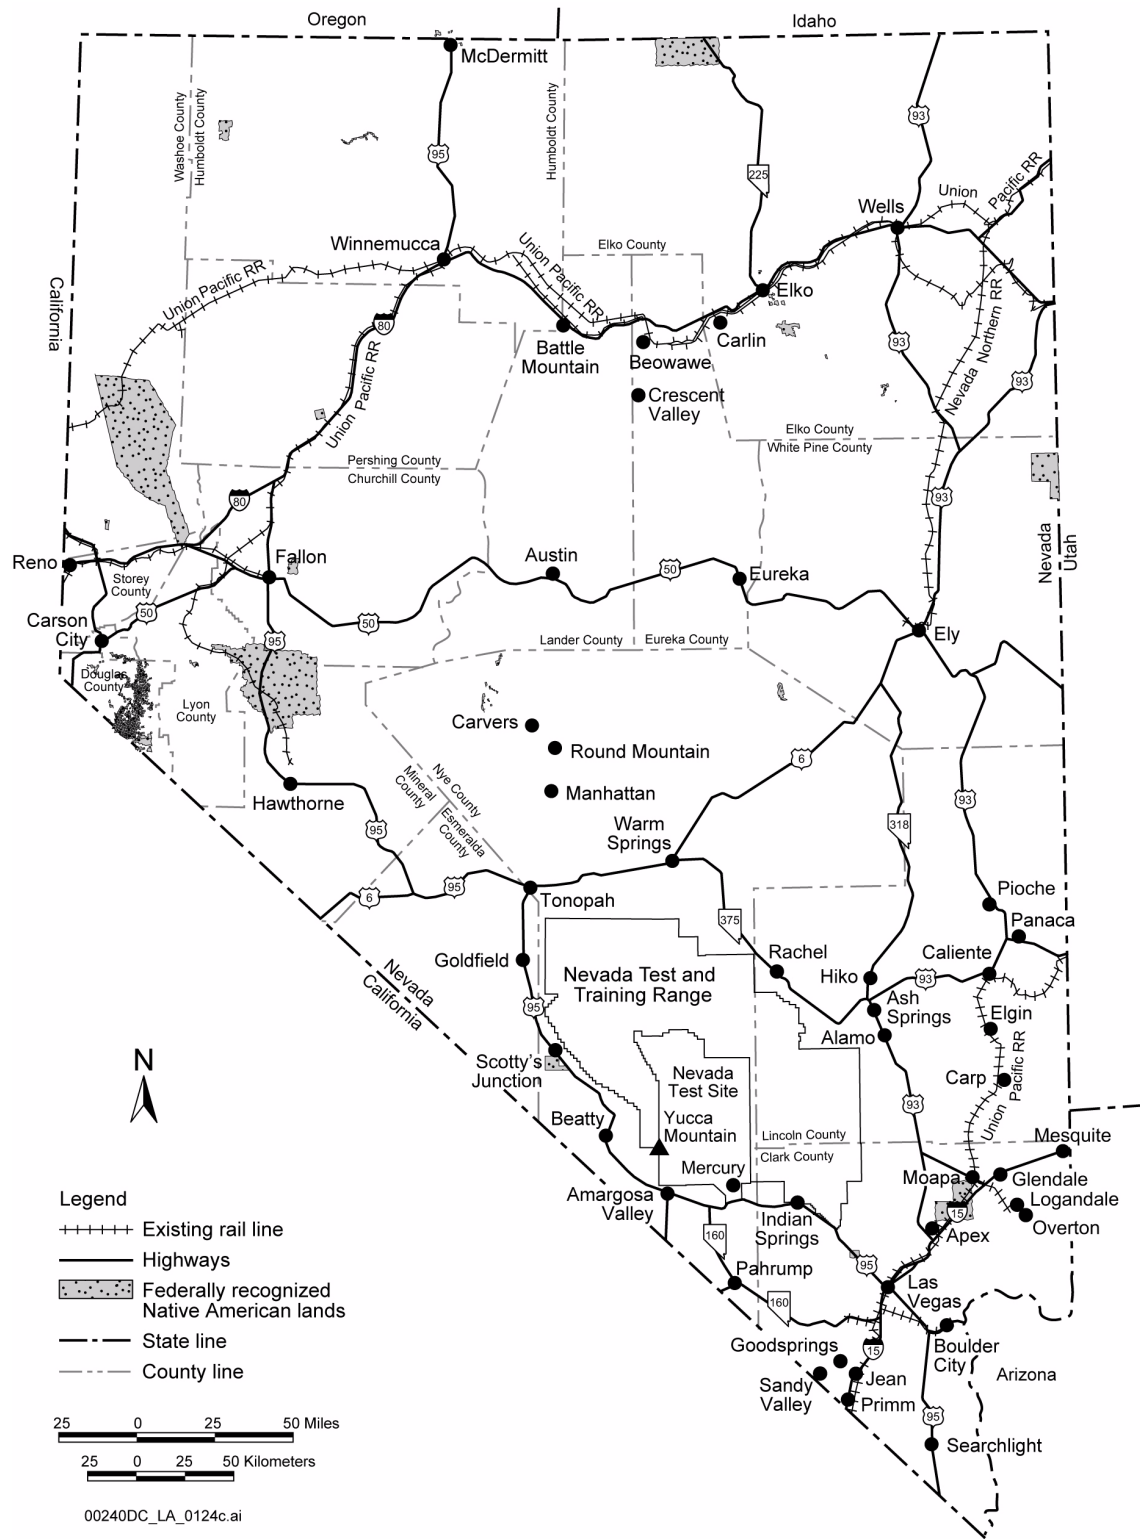 Oregon
Idaho
McDermitt
Washoe County
Humboldt County
Humboldt County
95
225
93
Union
Pacific RR
Wells
Winnemucca
Union Pacific RR
Elko County
Union Pacific RR
California
80
Elko
Battle
Mountain
Beowawe
Carlin
93
Nevada Northern RR
93
Crescent
Valley
Union Pacific RR
Elko County
White Pine County
Pershing County
Churchill County
80
93
Nevada
Utah
Reno
Fallon
Austin
50
Eureka
Storey
County
50
50
Carson
City
95
Lander County
Eureka County
Ely
Douglas
County
Lyon
County
Carvers
Round Mountain
6
Manhattan
Nye County
Mineral
County
Esmeralda
County
Hawthorne
95
Warm
Springs
93
318
6
95
Tonopah
375
Pioche
Panaca
Goldfield
Nevada Test and
Training Range
Rachel
Hiko
93
Caliente
Nevada
California
95
Ash
Springs
Alamo
Elgin
N
Scotty's
Junction
Nevada
Test Site
Carp
Union
Pacific RR
93
Beatty
Yucca
Mountain
Lincoln County
Clark County
Mesquite
Mercury
Moapa
Glendale
Logandale
Overton
Amargosa
Valley
Indian
Springs
15
Apex
160
95
Pahrump
160
Las
Vegas
Goodsprings
15
Boulder
City
Arizona
Sandy
Valley
Jean
Primm
95
Searchlight
Legend
Existing rail line
Highways
Federally recognized
Native American lands
State line
County line
25 0 25 50 Miles
25 0 25 50 Kilometers
00240DC_LA_0124c.ai